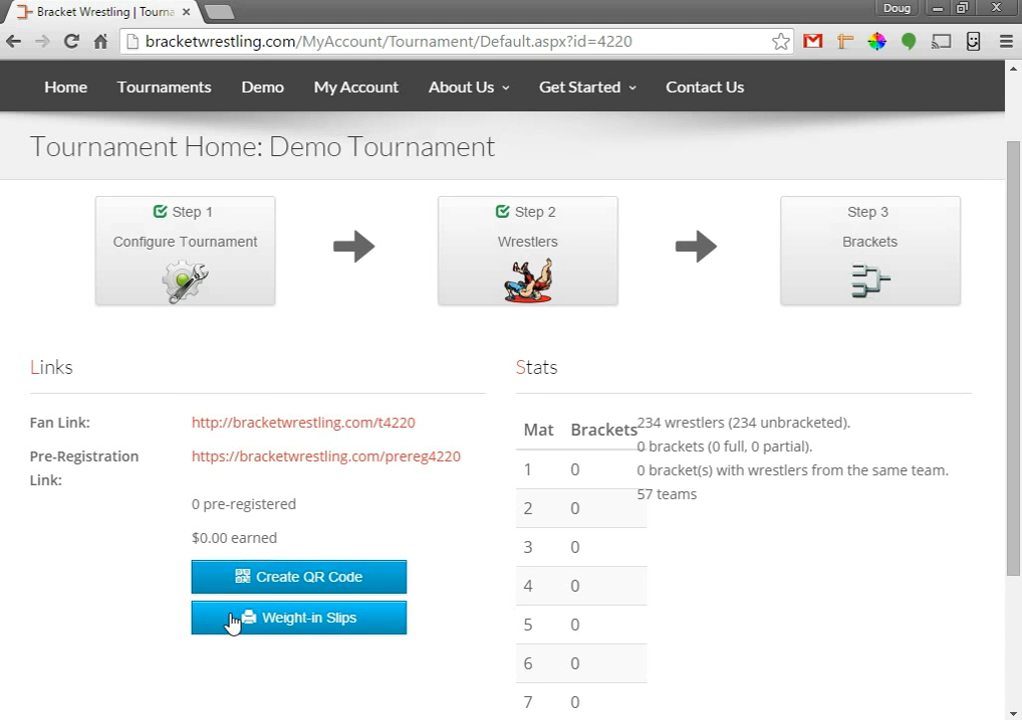 Bracket Wrestling | Tourna
Doug
bracketwrestling.com/MyAccount/Tournament/Default.aspx?id=4220
Home Tournaments Demo My Account About Us Get Started Contact Us
Tournament Home: Demo Tournament
Step 1
Configure Tournament
Step 2
Wrestlers
Step 3
Brackets
Links
Fan Link: http://bracketwrestling.com/t4220
Pre-Registration Link: https://bracketwrestling.com/prereg4220
0 pre-registered
$0.00 earned
Create QR Code
Weight-in Slips
Stats
Mat Brackets
1 0
2 0
3 0
4 0
5 0
6 0
7 0
234 wrestlers (234 unbracketed).
0 brackets (0 full, 0 partial).
0 bracket(s) with wrestlers from the same team.
57 teams